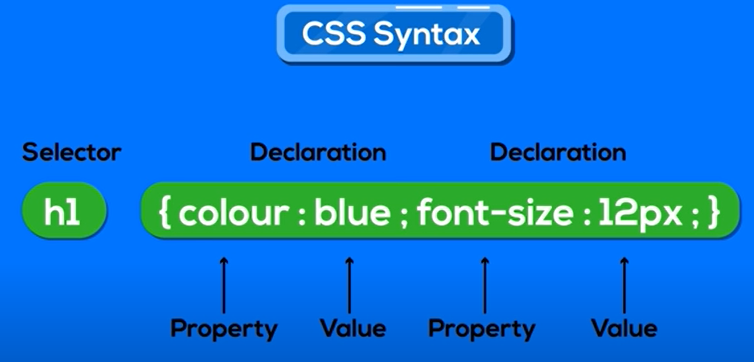 CSS Syntax
Selector Declaration Declaration
h1 { colour : blue ; font-size : 12px ; }
Property Value Property Value